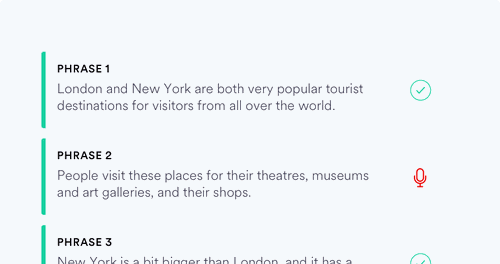 PHRASE 1
London and New York are both very popular tourist
destinations for visitors from all over the world.
PHRASE 2
People visit these places for their theatres, museums
and art galleries, and their shops.
PHRASE 3
New York is a bit bigger than London, and it has a